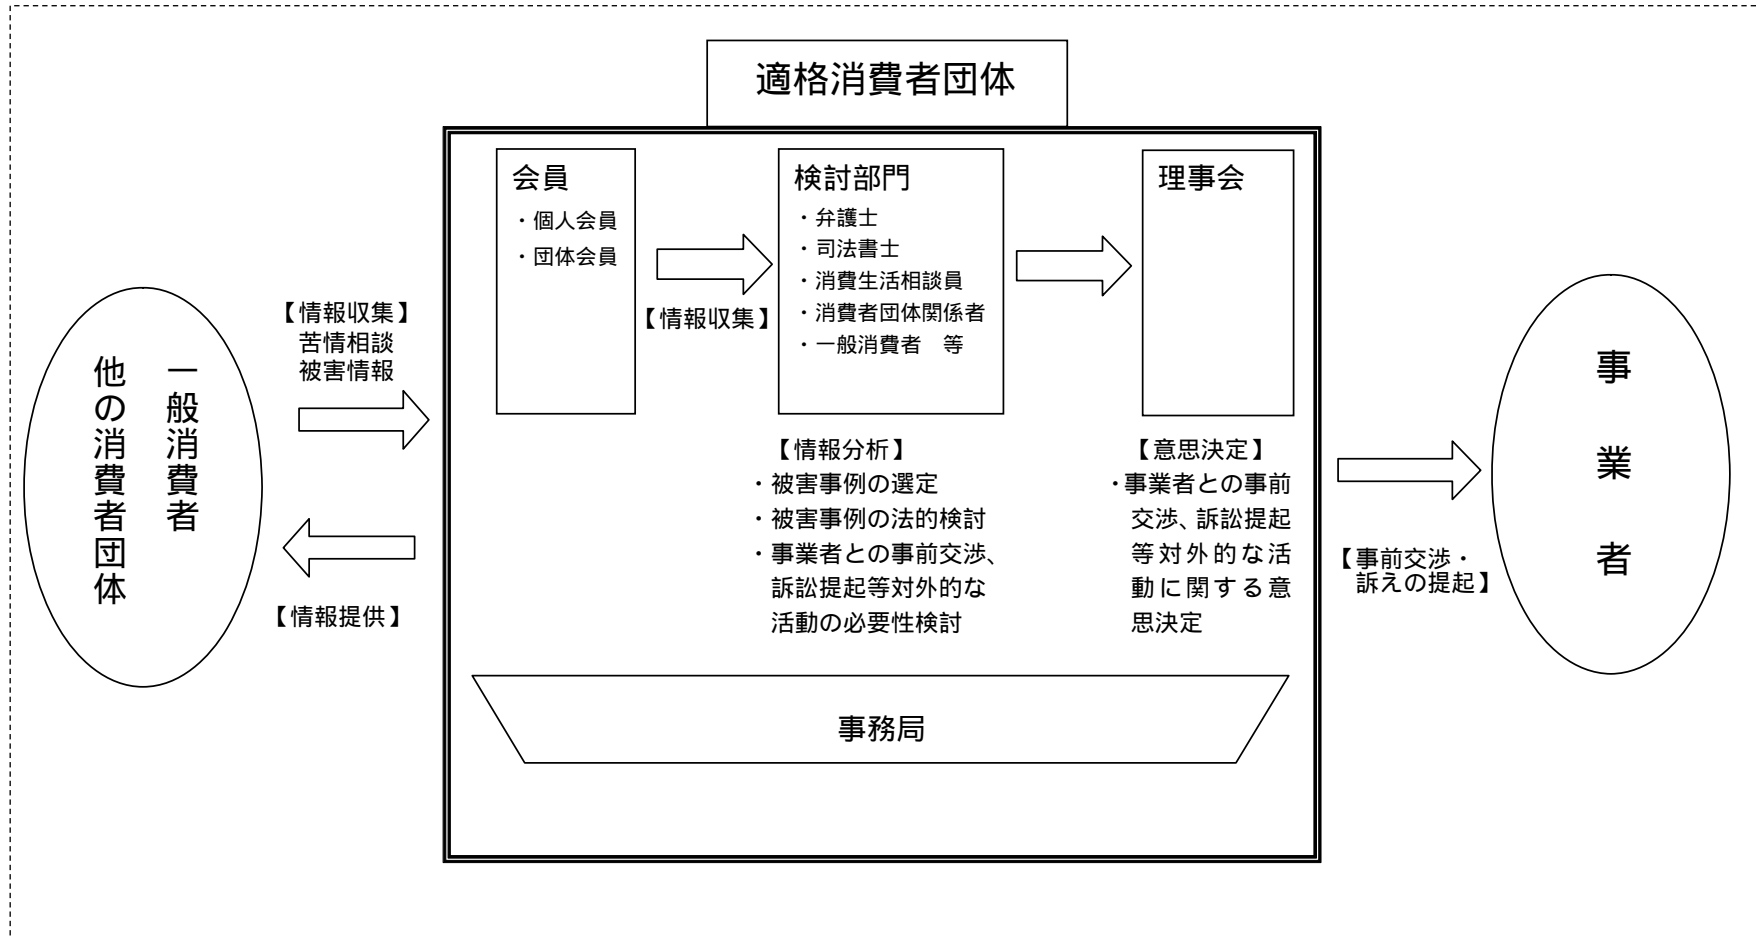 適格消費者団体
一般消費者
他の消費者団体
【情報収集】
苦情相談
被害情報
【情報提供】
会員
・個人会員
・団体会員
【情報収集】
検討部門
・弁護士
・司法書士
・消費生活相談員
・消費者団体関係者
・一般消費者　等
【情報分析】
・被害事例の選定
・被害事例の法的検討
・事業者との事前交渉、
訴訟提起等対外的な
活動の必要性検討
理事会
【意思決定】
・事業者との事前
交渉、訴訟提起
等対外的な活
動に関する意
思決定
事務局
【事前交渉・
訴えの提起】
事業者